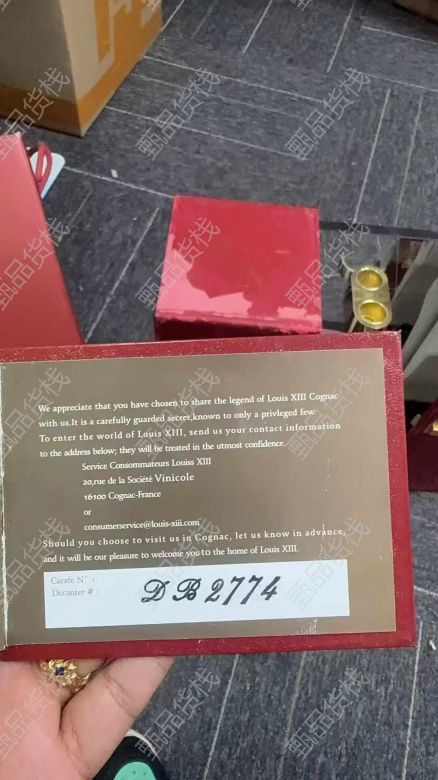 We appreciate that you have chosen to share the legend of Louis XIII Cognac
with us.It is a carefully guarded secret,known to only a privleged few.
To enter the world of Louis XIII, send us your contact information
to the address below; they will be treated in the utmost confidence.
Service Consommateurs Louiss XIII
20,rue de la Société Vinicole
16100 Cognac-France
or
consumerservice@louis-xiii.com
Should you choose to visit us in Cognac, let us know in advance,
and it will be our pleasure to welcome you to the home of Louis XIII.
Carafe N° :
Decanter # :
DB2774
甄品货栈